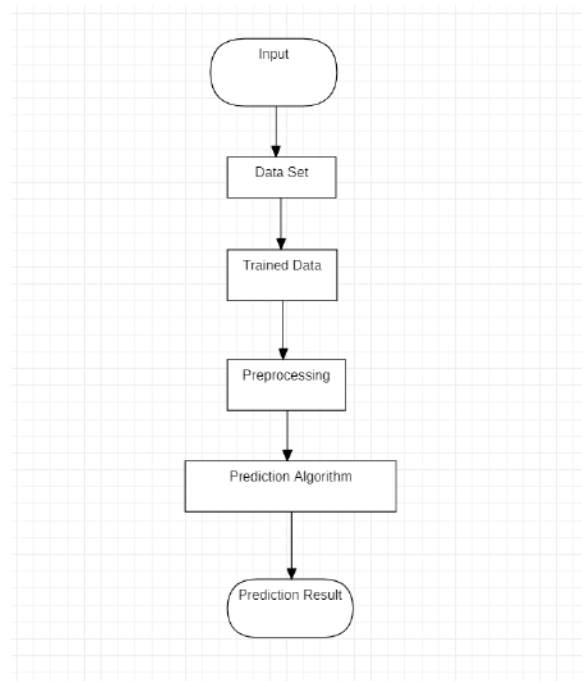 Input
Data Set
Trained Data
Preprocessing
Prediction Algorithm
Prediction Result